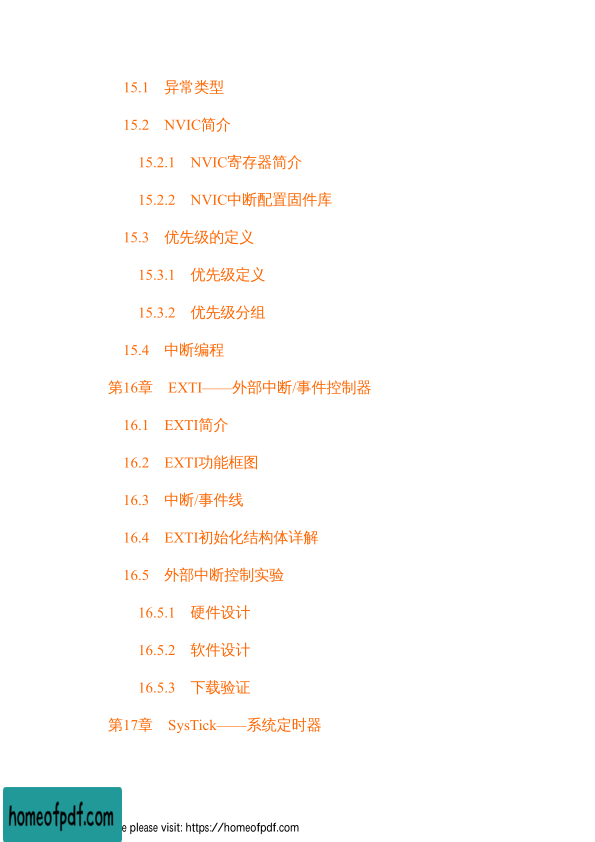 15.1 异常类型
15.2 NVIC简介
15.2.1 NVIC寄存器简介
15.2.2 NVIC中断配置固件库
15.3 优先级的定义
15.3.1 优先级定义
15.3.2 优先级分组
15.4 中断编程
第16章 EXTI——外部中断/事件控制器
16.1 EXTI简介
16.2 EXTI功能框图
16.3 中断/事件线
16.4 EXTI初始化结构体详解
16.5 外部中断控制实验
16.5.1 硬件设计
16.5.2 软件设计
16.5.3 下载验证
第17章 SysTick——系统定时器
homeofpdf.com
please visit: https://homeofpdf.com